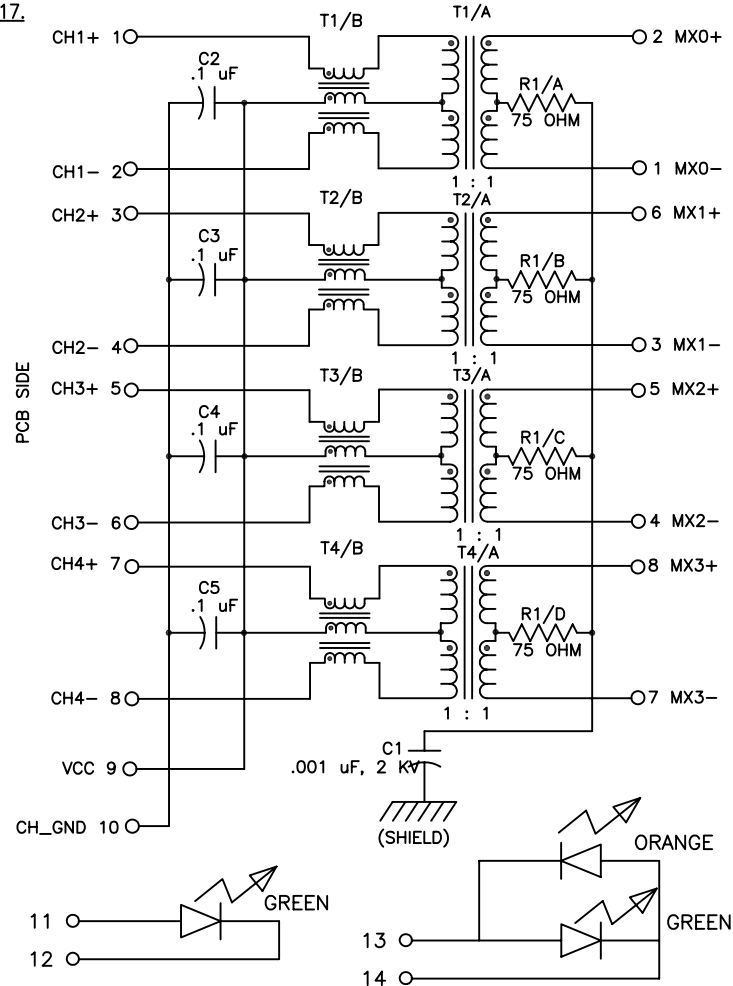 17.
T1/B
T1/A
CH1+ 1
2 MX0+
C2
.1 uF
R1/A
75 OHM
CH1- 2
1 MX0-
1 : 1
T2/B
T2/A
CH2+ 3
6 MX1+
C3
.1 uF
R1/B
75 OHM
CH2- 4
3 MX1-
1 : 1
PCB SIDE
T3/B
T3/A
CH3+ 5
5 MX2+
C4
.1 uF
R1/C
75 OHM
CH3- 6
4 MX2-
1 : 1
T4/B
T4/A
CH4+ 7
8 MX3+
C5
.1 uF
R1/D
75 OHM
CH4- 8
7 MX3-
1 : 1
C1
VCC 9
.001 uF, 2 KV
CH_GND 10
(SHIELD)
ORANGE
GREEN
GREEN
11
12
13
14